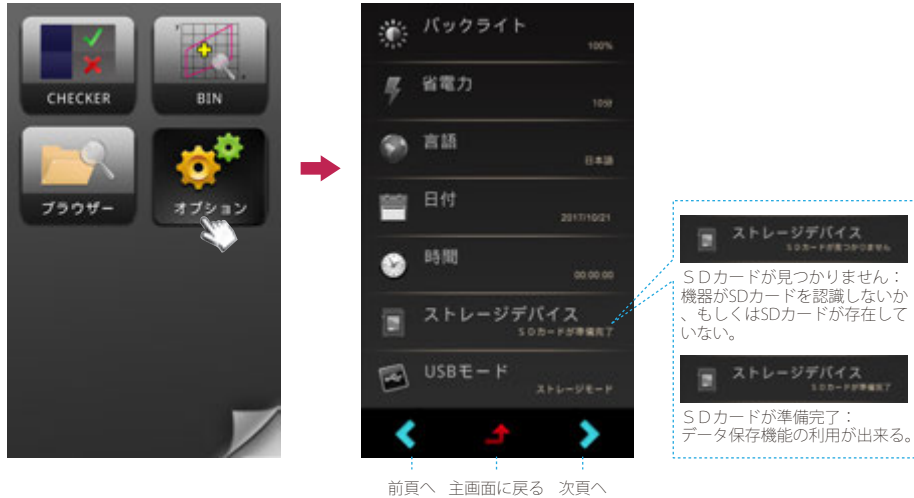 CHECKER
BIN
ブラウザー
オプション
バックライト
100%
省電力
10分
言語
日本語
日付
2017/10/21
時間
00:00:00
ストレージデバイス
SDカードが準備完了
USBモード
ストレージモード
前頁へ 主画面に戻る 次頁へ
ストレージデバイス
SDカードが見つかりません
ＳＤカードが見つかりません：
機器がSDカードを認識しないか
、もしくはSDカードが存在して
いない。
ストレージデバイス
SDカードが準備完了
ＳＤカードが準備完了：
データ保存機能の利用が出来る。